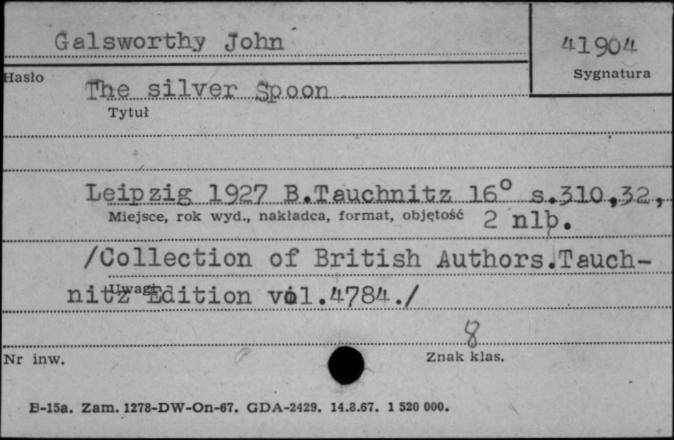 Galsworthy John
41904
Hasło
Sygnatura
The silver Spoon
Tytuł
Leipzig 1927 B.Tauchnitz 16° s.310,32,
Miejsce, rok wyd., nakładca, format, objętość
2 nlb.
/Collection of British Authors.Tauch-
nitz Edition vol.4784./
Uwagi
8
Nr inw.
Znak klas.
B-15a. Zam. 1278-DW-On-67. GDA-2429. 14.8.67. 1 520 000.